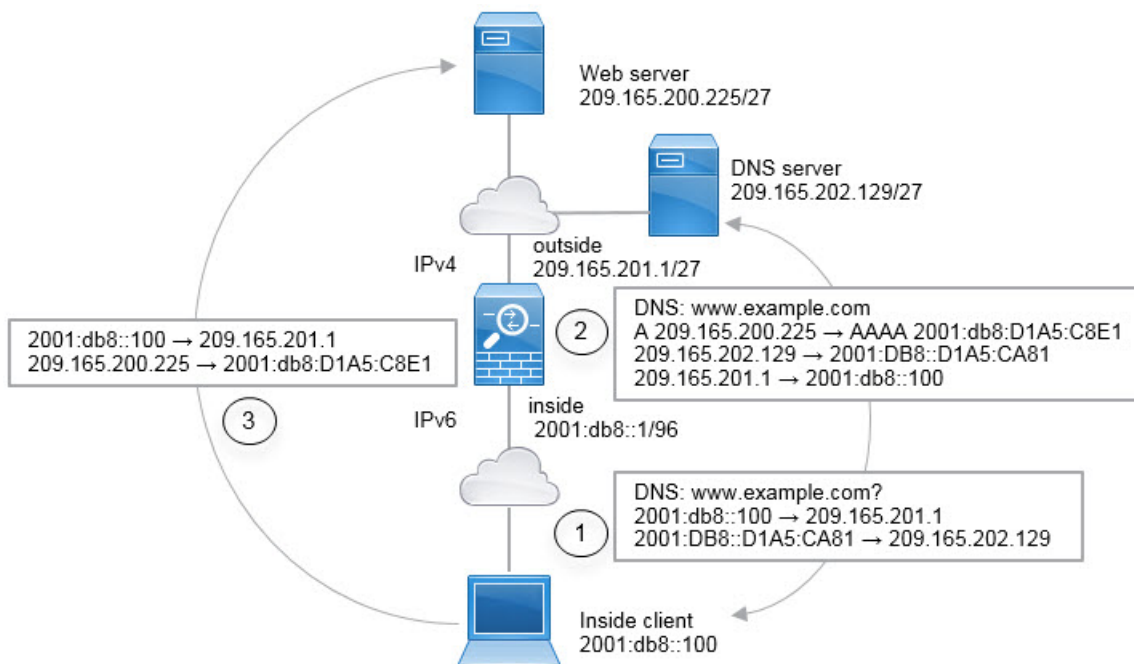 Web server
209.165.200.225/27
DNS server
209.165.202.129/27
outside
209.165.201.1/27
IPv4
2
DNS: www.example.com
A 209.165.200.225 → AAAA 2001:db8:D1A5:C8E1
209.165.202.129 → 2001:DB8::D1A5:CA81
209.165.201.1 → 2001:db8::100
2001:db8::100 → 209.165.201.1
209.165.200.225 → 2001:db8:D1A5:C8E1
3
IPv6
inside
2001:db8::1/96
1
DNS: www.example.com?
2001:db8::100 → 209.165.201.1
2001:DB8::D1A5:CA81 → 209.165.202.129
Inside client
2001:db8::100